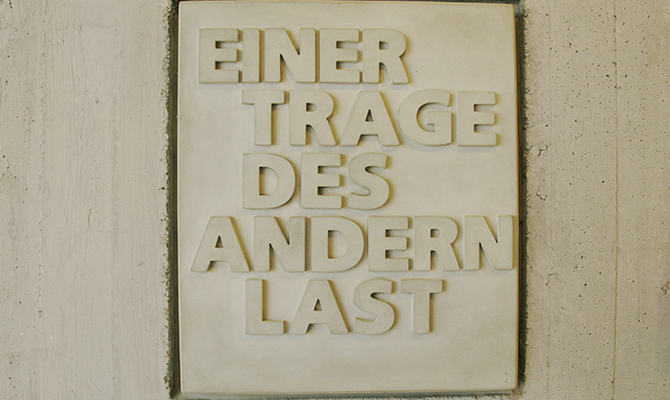 EINER
TRAGE
DES
ANDERN
LAST